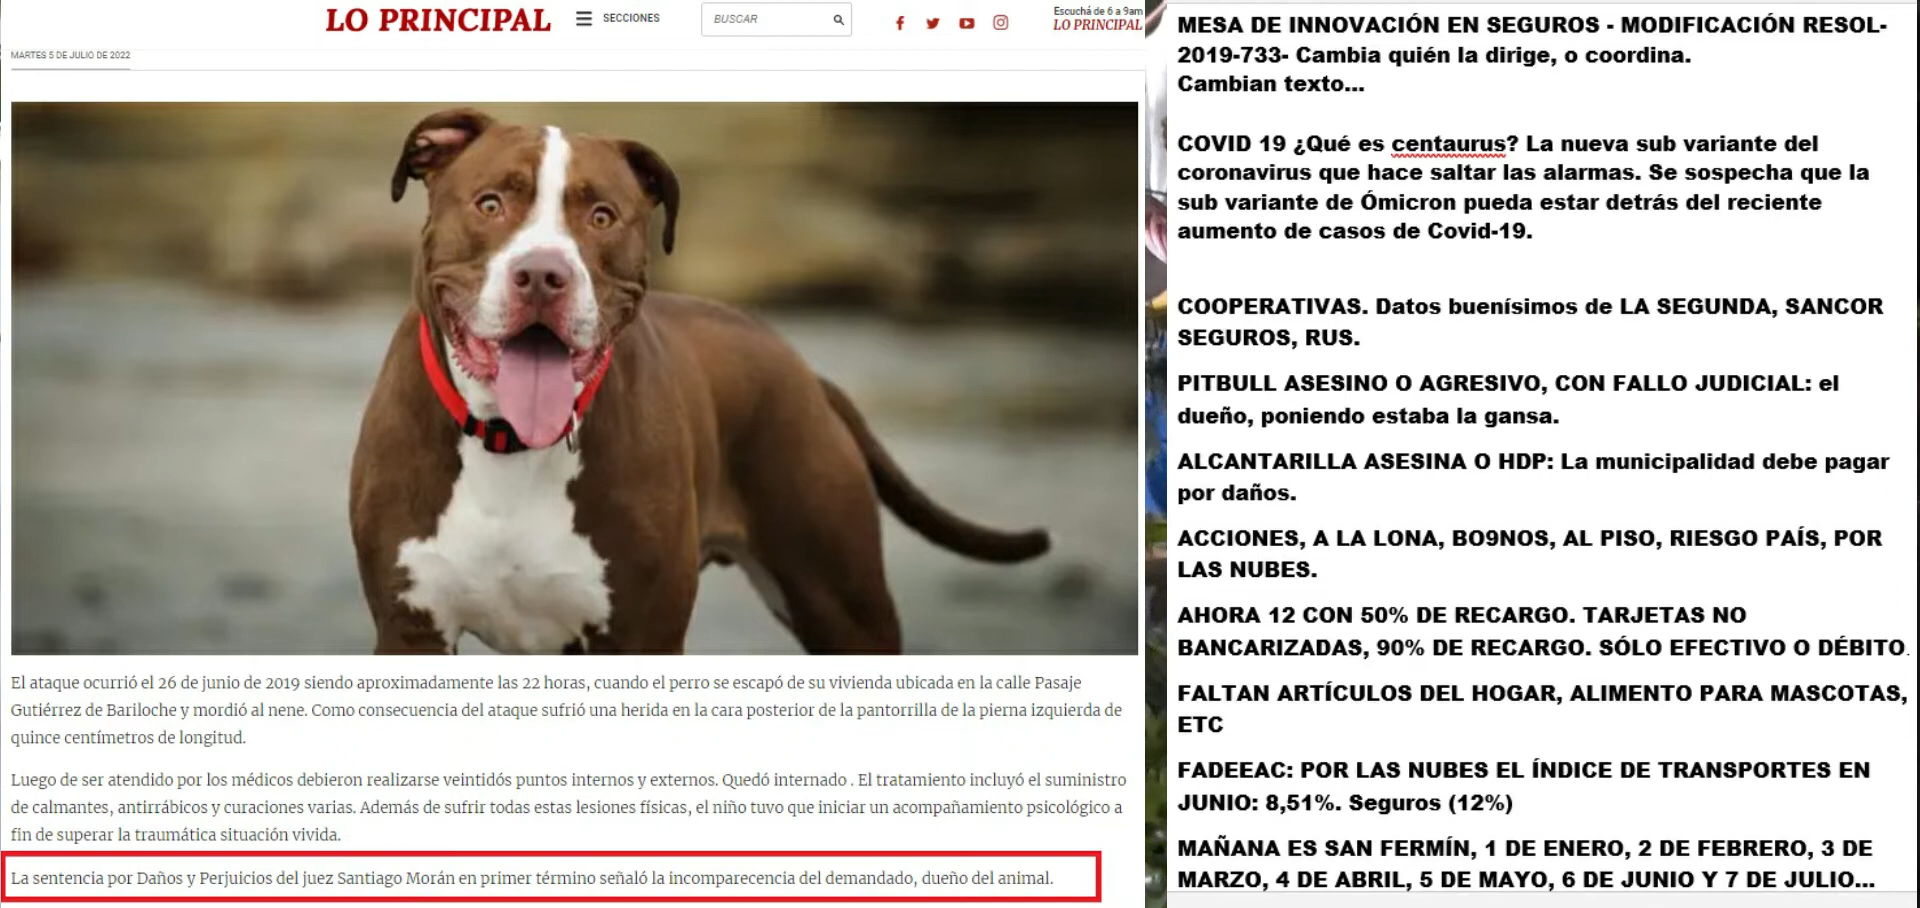 LO PRINCIPAL
SECCIONES
BUSCAR
Escuchá de 6 a 9am
LO PRINCIPAL
MARTES 5 DE JULIO DE 2022
El ataque ocurrió el 26 de junio de 2019 siendo aproximadamente las 22 horas, cuando el perro se escapó de su vivienda ubicada en la calle Pasaje
Gutiérrez de Bariloche y mordió al nene. Como consecuencia del ataque sufrió una herida en la cara posterior de la pantorrilla de la pierna izquierda de
quince centímetros de longitud.
Luego de ser atendido por los médicos debieron realizarse veintidós puntos internos y externos. Quedó internado . El tratamiento incluyó el suministro
de calmantes, antirrábicos y curaciones varias. Además de sufrir todas estas lesiones físicas, el niño tuvo que iniciar un acompañamiento psicológico a
fin de superar la traumática situación vivida.
La sentencia por Daños y Perjuicios del juez Santiago Morán en primer término señaló la incomparecencia del demandado, dueño del animal.
MESA DE INNOVACIÓN EN SEGUROS - MODIFICACIÓN RESOL-
2019-733- Cambia quién la dirige, o coordina.
Cambian texto...
COVID 19 ¿Qué es centaurus? La nueva sub variante del
coronavirus que hace saltar las alarmas. Se sospecha que la
sub variante de Ómicron pueda estar detrás del reciente
aumento de casos de Covid-19.
COOPERATIVAS. Datos buenísimos de LA SEGUNDA, SANCOR
SEGUROS, RUS.
PITBULL ASESINO O AGRESIVO, CON FALLO JUDICIAL: el
dueño, poniendo estaba la gansa.
ALCANTARILLA ASESINA O HDP: La municipalidad debe pagar
por daños.
ACCIONES, A LA LONA, BO9NOS, AL PISO, RIESGO PAÍS, POR
LAS NUBES.
AHORA 12 CON 50% DE RECARGO. TARJETAS NO
BANCARIZADAS, 90% DE RECARGO. SÓLO EFECTIVO O DÉBITO.
FALTAN ARTÍCULOS DEL HOGAR, ALIMENTO PARA MASCOTAS,
ETC
FADEEAC: POR LAS NUBES EL ÍNDICE DE TRANSPORTES EN
JUNIO: 8,51%. Seguros (12%)
MAÑANA ES SAN FERMÍN, 1 DE ENERO, 2 DE FEBRERO, 3 DE
MARZO, 4 DE ABRIL, 5 DE MAYO, 6 DE JUNIO Y 7 DE JULIO...